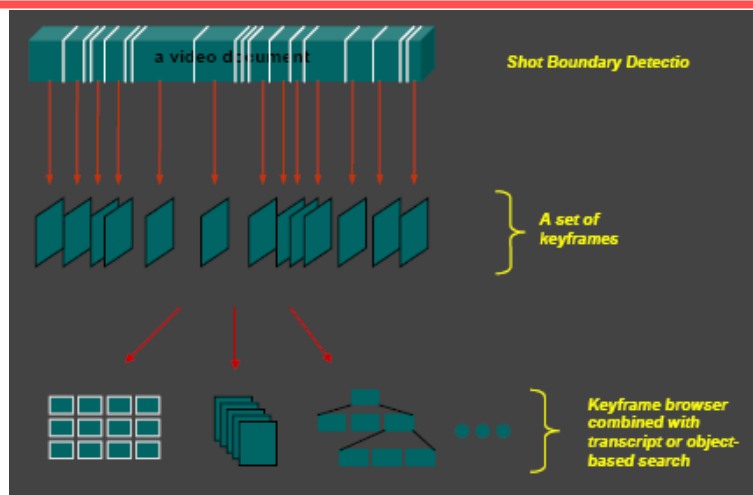 a video document
Shot Boundary Detectio
A set of
keyframes
Keyframe browser
combined with
transcript or object-
based search